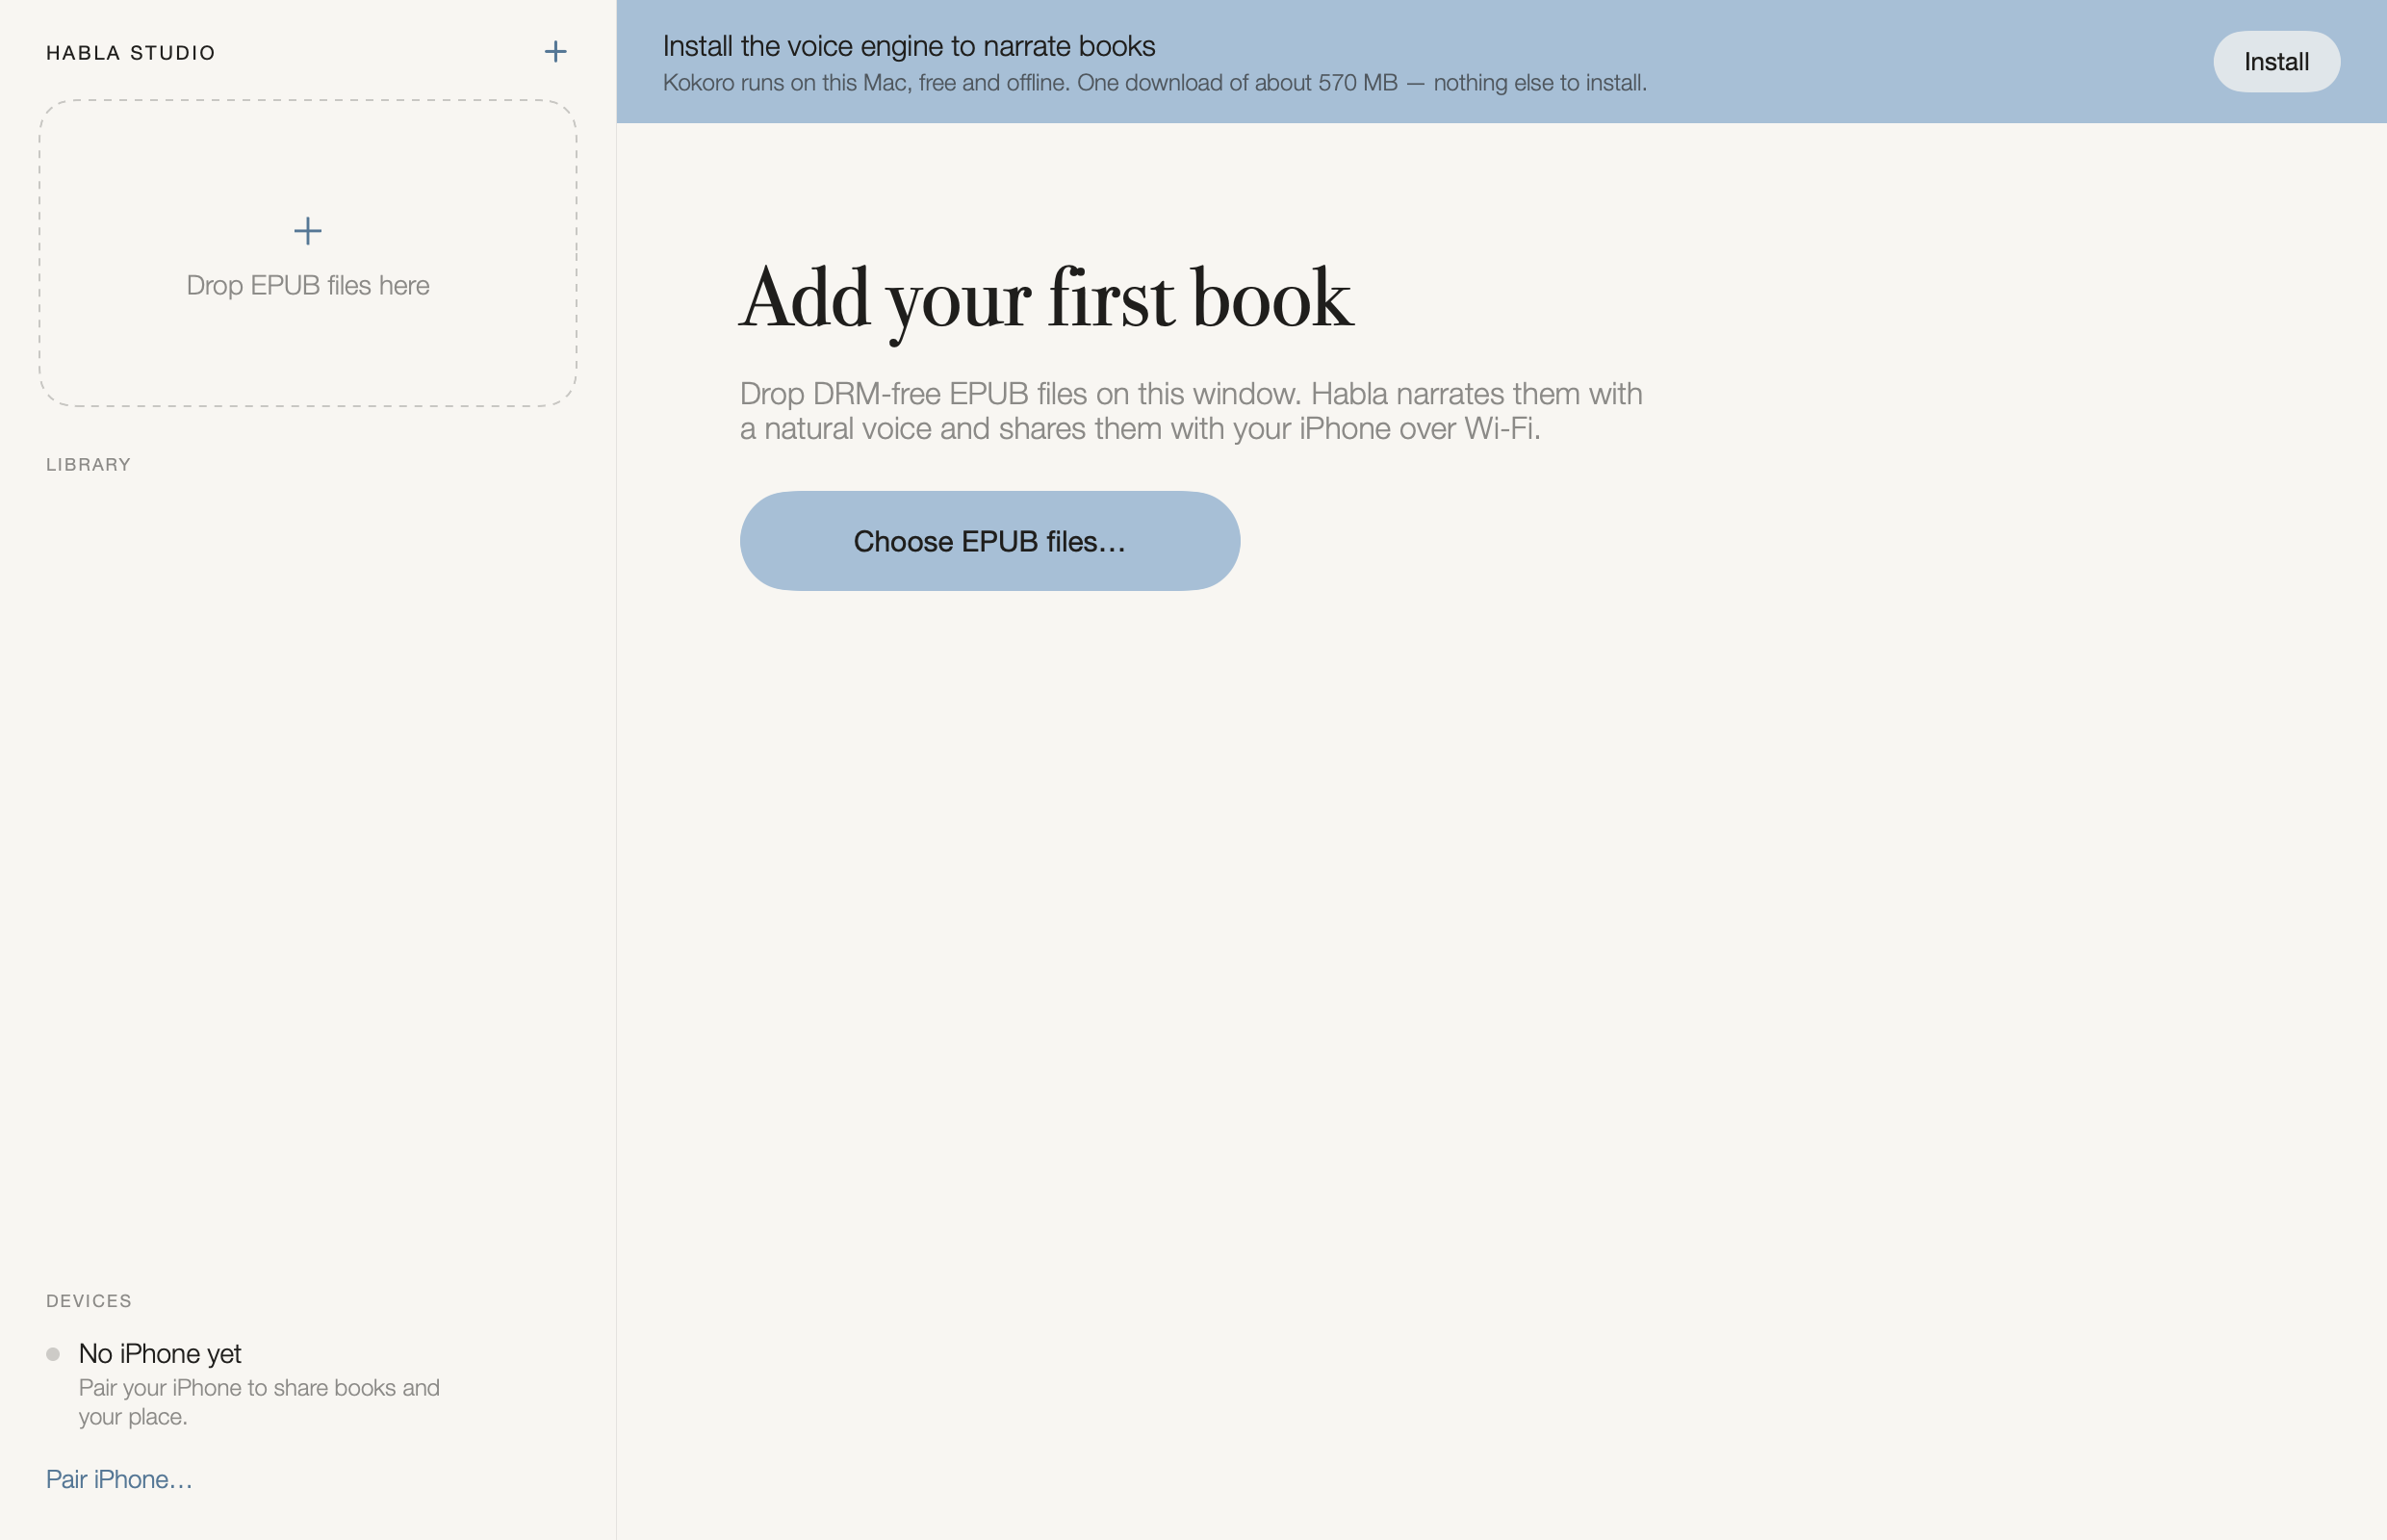 HABLA STUDIO
Drop EPUB files here
LIBRARY
DEVICES
No iPhone yet
Pair your iPhone to share books and
your place.
Pair iPhone…
Install the voice engine to narrate books
Kokoro runs on this Mac, free and offline. One download of about 570 MB — nothing else to install.
Install
Add your first book
Drop DRM-free EPUB files on this window. Habla narrates them with
a natural voice and shares them with your iPhone over Wi-Fi.
Choose EPUB files…